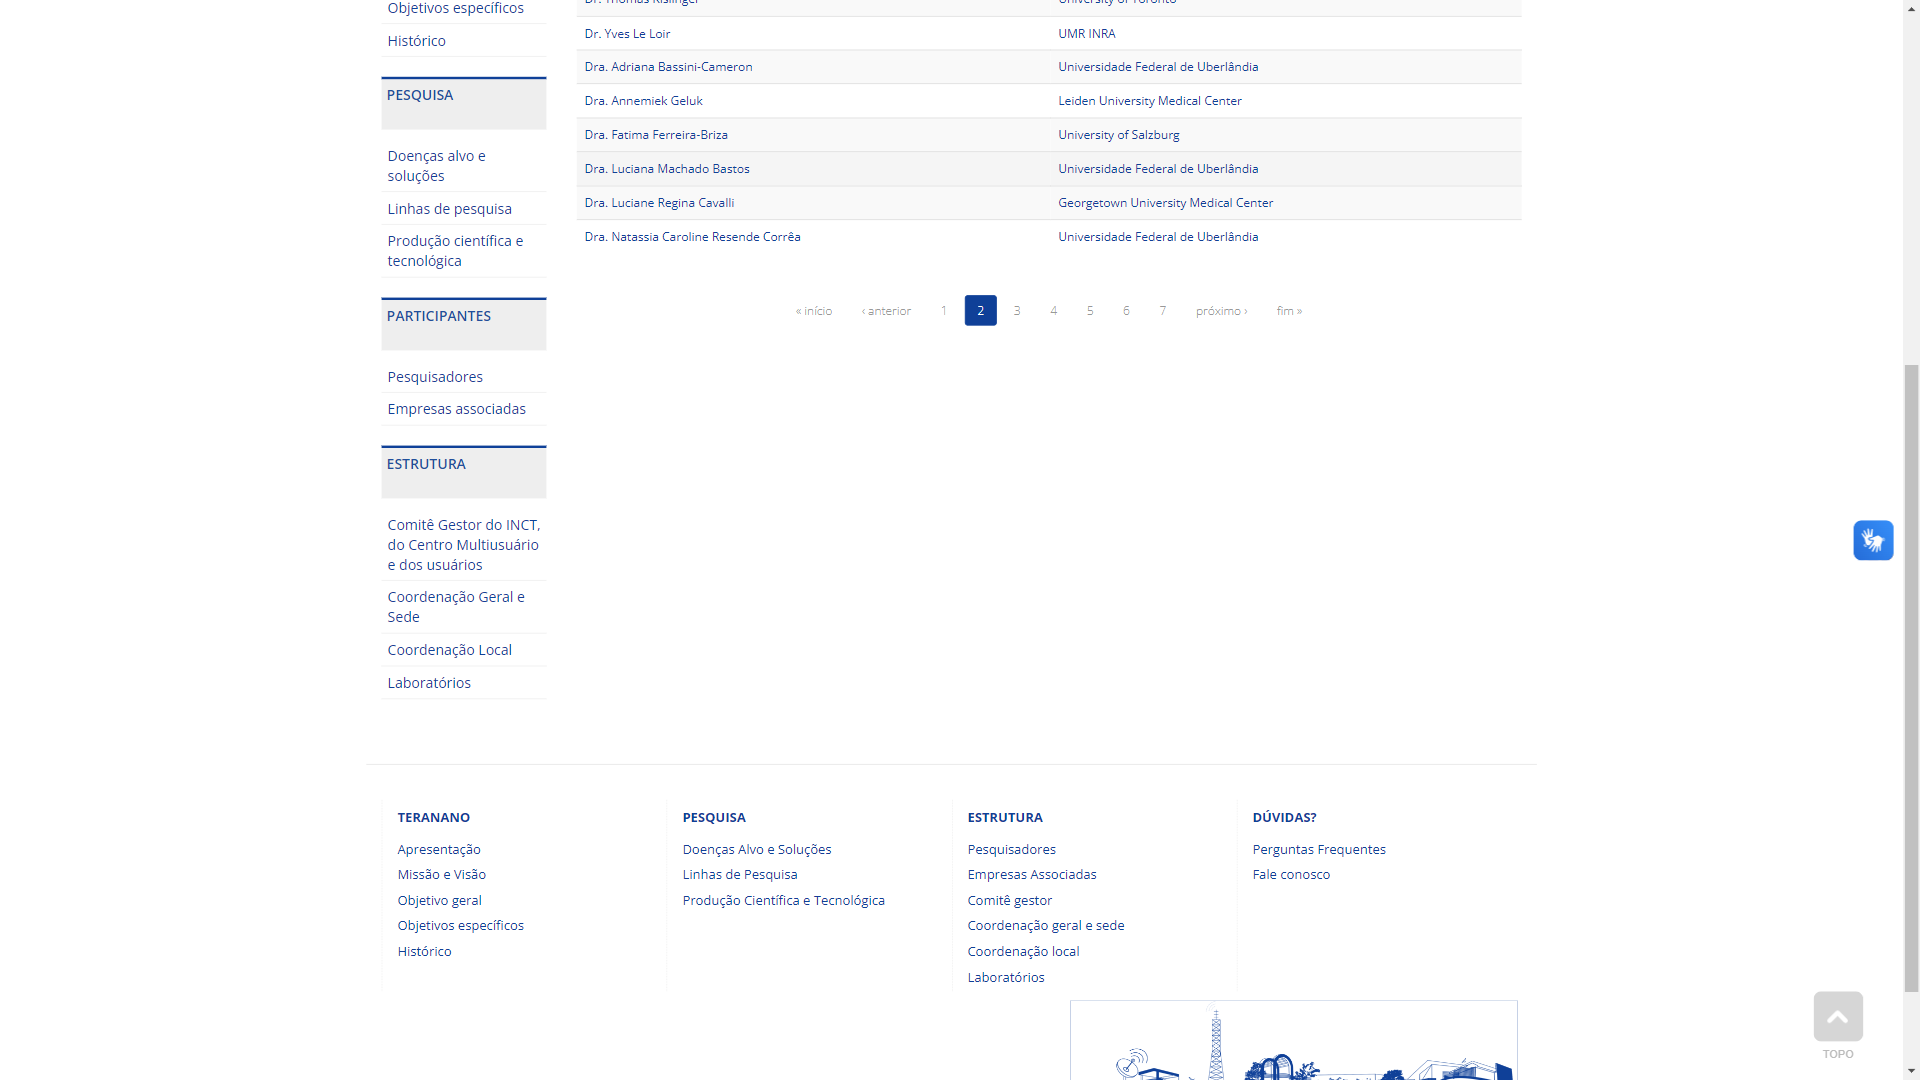 Objetivos específicos
Histórico
PESQUISA
Doenças alvo e
soluções
Linhas de pesquisa
Produção científica e
tecnológica
PARTICIPANTES
Pesquisadores
Empresas associadas
ESTRUTURA
Comitê Gestor do INCT,
do Centro Multiusuário
e dos usuários
Coordenação Geral e
Sede
Coordenação Local
Laboratórios
Dr. Thomas Kislinger University of Toronto
Dr. Yves Le Loir UMR INRA
Dra. Adriana Bassini-Cameron Universidade Federal de Uberlândia
Dra. Annemiek Geluk Leiden University Medical Center
Dra. Fatima Ferreira-Briza University of Salzburg
Dra. Luciana Machado Bastos Universidade Federal de Uberlândia
Dra. Luciane Regina Cavalli Georgetown University Medical Center
Dra. Natassia Caroline Resende Corrêa Universidade Federal de Uberlândia
« início ‹ anterior 1 2 3 4 5 6 7 próximo › fim »
TERANANO
Apresentação
Missão e Visão
Objetivo geral
Objetivos específicos
Histórico
PESQUISA
Doenças Alvo e Soluções
Linhas de Pesquisa
Produção Científica e Tecnológica
ESTRUTURA
Pesquisadores
Empresas Associadas
Comitê gestor
Coordenação geral e sede
Coordenação local
Laboratórios
DÚVIDAS?
Perguntas Frequentes
Fale conosco
TOPO